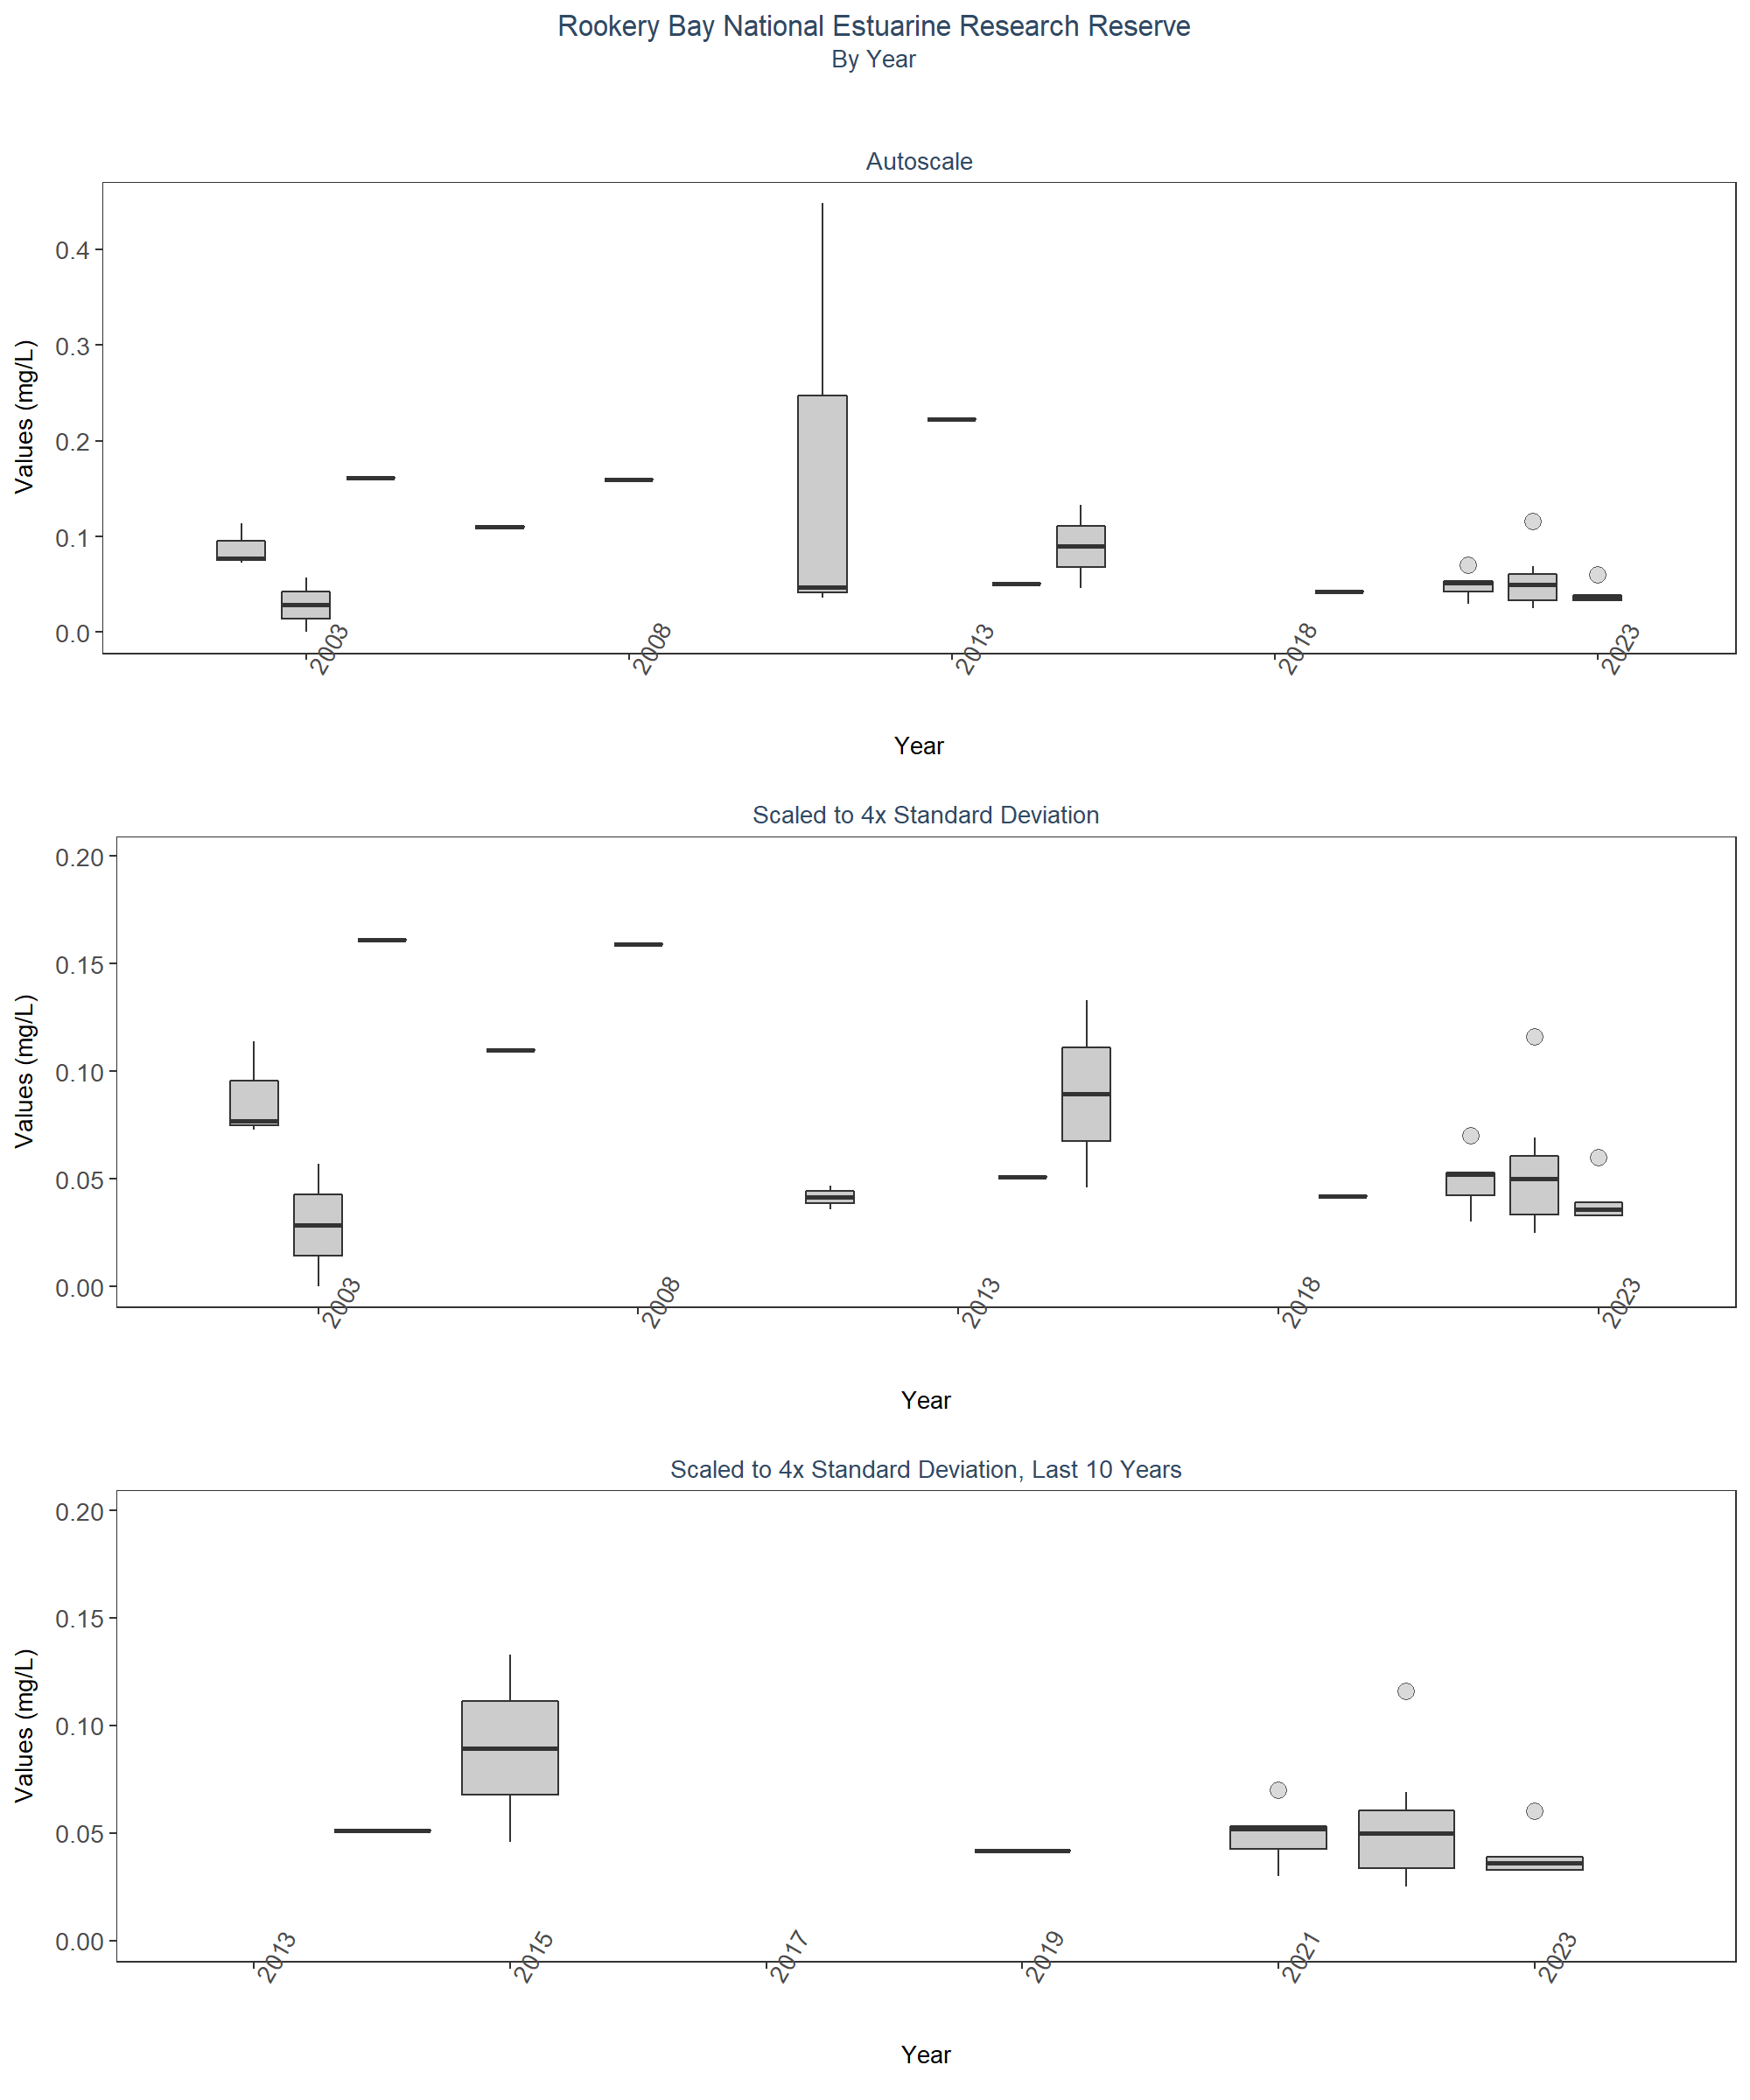 Rookery Bay National Estuarine Research Reserve
By Year
Autoscale
Values (mg/L)
0.4
0.3
0.2
0.1
0.0
2003
2008
2013
2018
2023
Year
Scaled to 4x Standard Deviation
Values (mg/L)
0.20
0.15
0.10
0.05
0.00
2003
2008
2013
2018
2023
Year
Scaled to 4x Standard Deviation, Last 10 Years
Values (mg/L)
0.20
0.15
0.10
0.05
0.00
2013
2015
2017
2019
2021
2023
Year